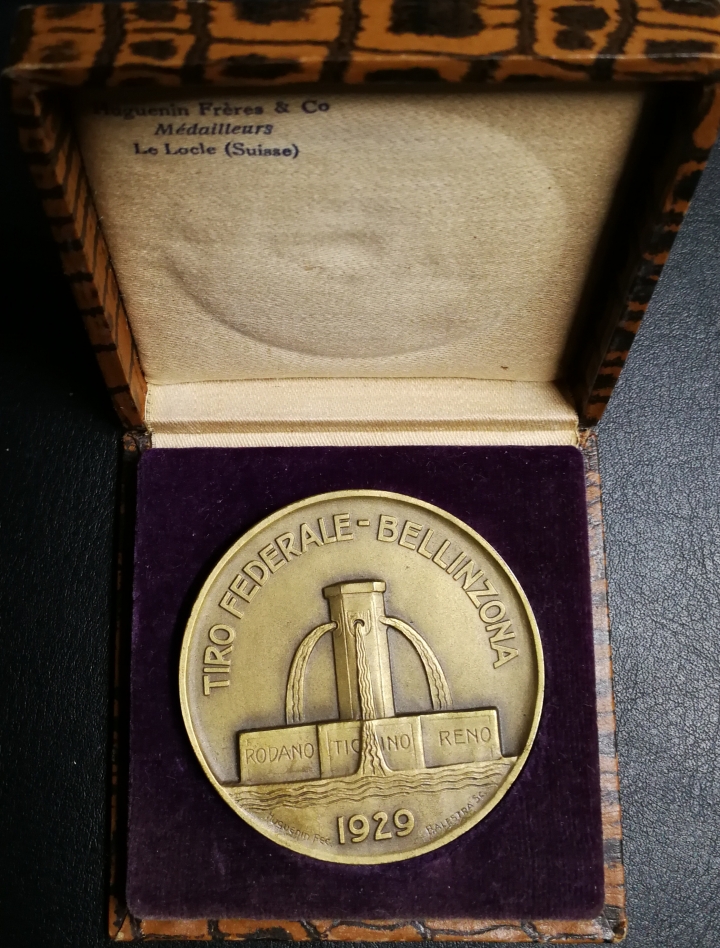 Huguenin Frères & Co
Médailleurs
Le Locle (Suisse)
TIRO FEDERALE - BELLINZONA
RODANO TICINO RENO
1929
HUGUENIN FEC.
BALESTRA SC.